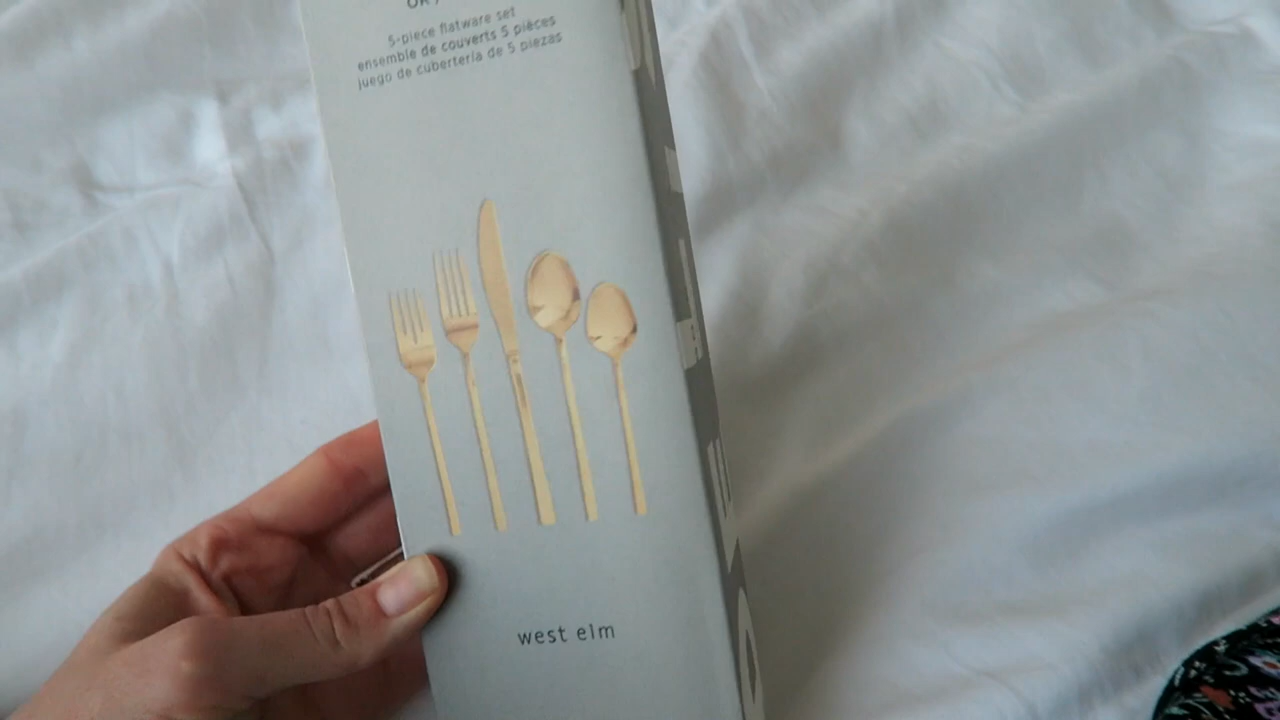 5-piece flatware set
ensemble de couverts 5 pièces
juego de cubertería de 5 piezas
west elm